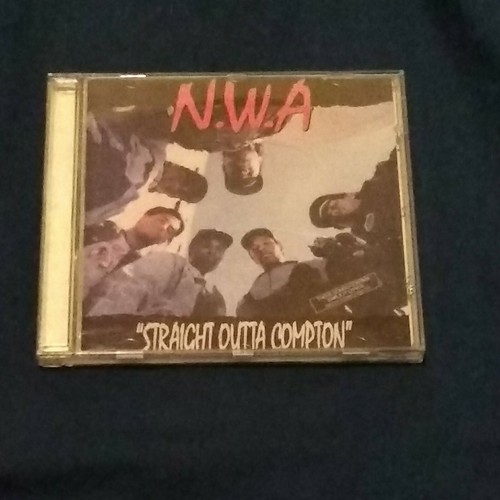 N.W.A
"STRAIGHT OUTTA COMPTON"